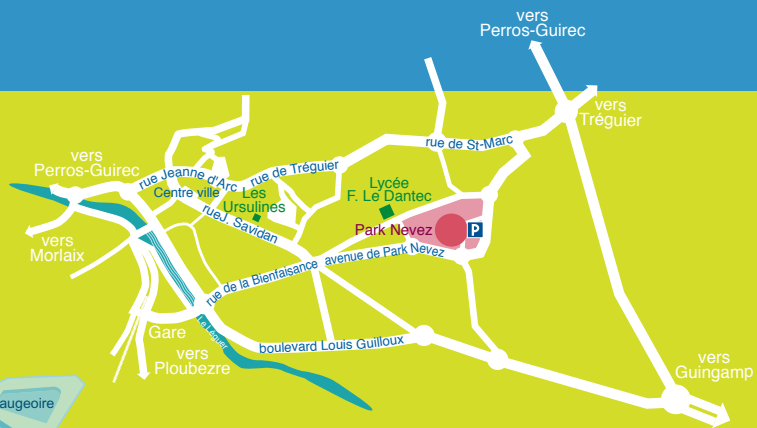 vers
Perros-Guirec
vers
Tréguier
rue de St-Marc
vers
Perros-Guirec
rue Jeanne d'Arc
rue de Tréguier
Centre ville
Les
Ursulines
Lycée
F. Le Dantec
rueJ. Savidan
Park Nevez
P
vers
Morlaix
rue de la Bienfaisance
avenue de Park Nevez
Le Léguer
Gare
boulevard Louis Guilloux
vers
Ploubezre
vers
Guingamp
augeoire